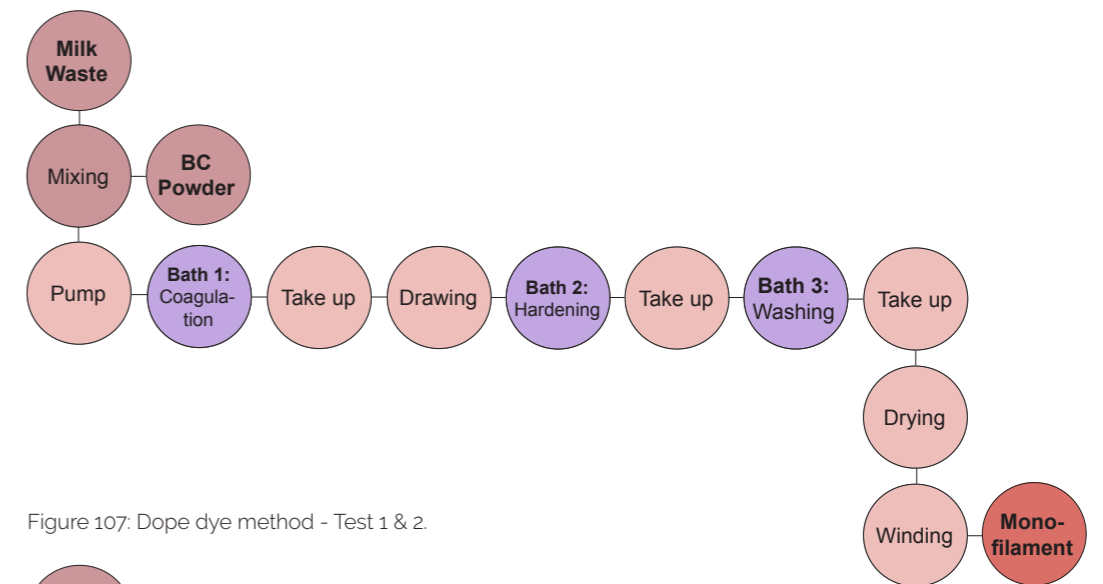 Milk
Waste
Mixing
BC
Powder
Pump
Bath 1:
Coagula-
tion
Take up
Drawing
Bath 2:
Hardening
Take up
Bath 3:
Washing
Take up
Drying
Winding
Mono-
filament
Figure 107: Dope dye method - Test 1 & 2.